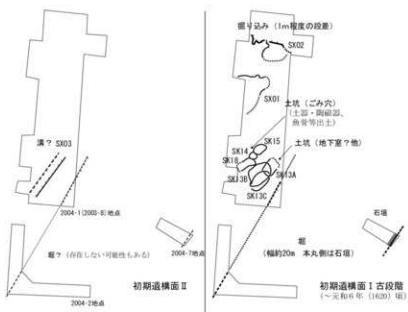 溝？ SX03
2004-1(2003-8)地点
堀？（存在しない可能性もある）
2004-7地点
2004-2地点
初期遺構面Ⅱ
掘り込み（1m程度の段差）
SX02
SX01
土坑（ごみ穴）
（土器・陶磁器、
魚骨等出土）
SK15
SK14
土坑（地下室？他）
SK18
SK13A
SK13B
SK13C
石垣
堀
（幅約20m 本丸側は石垣）
初期遺構面Ⅰ古段階
（～元和６年（1620）頃）